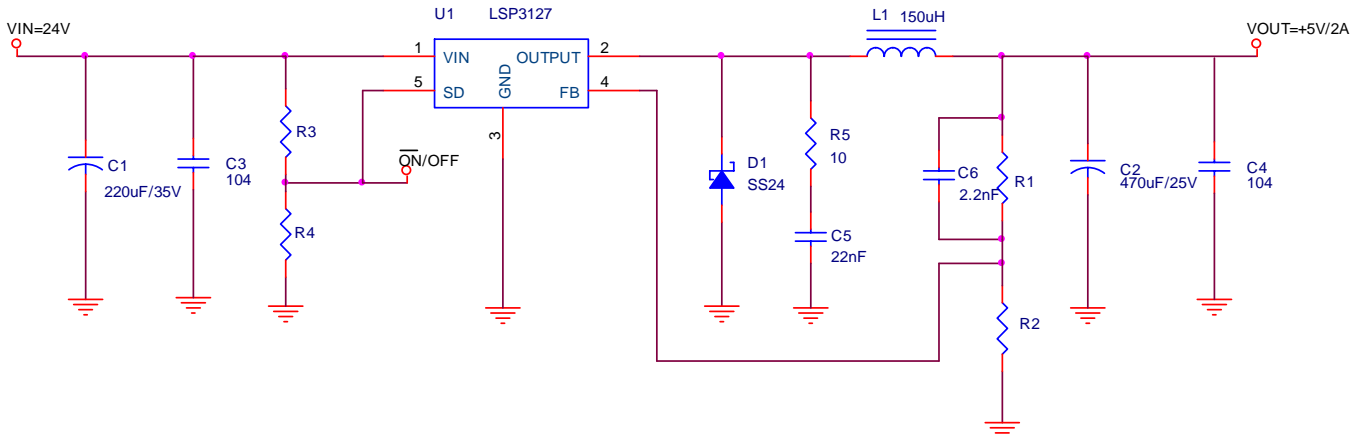 U1 LSP3127
L1 150uH
VIN=24V
VOUT=+5V/2A
1
VIN
OUTPUT
2
5
SD
GND
FB
4
3
R3
ON/OFF
R5
10
D1
SS24
C6
2.2nF
R1
C2
470uF/25V
C4
104
C1
220uF/35V
C3
104
R4
C5
22nF
R2